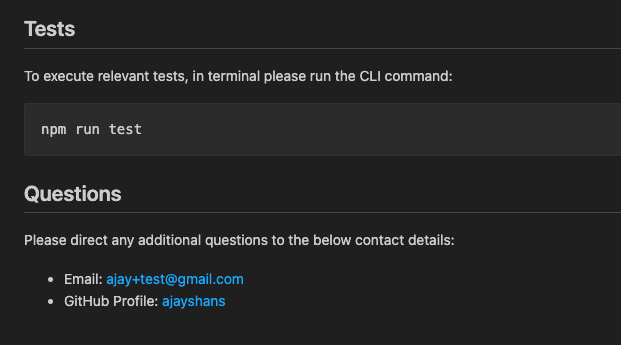 Tests
To execute relevant tests, in terminal please run the CLI command:
npm run test
Questions
Please direct any additional questions to the below contact details:
• Email: ajay+test@gmail.com
• GitHub Profile: ajayshans